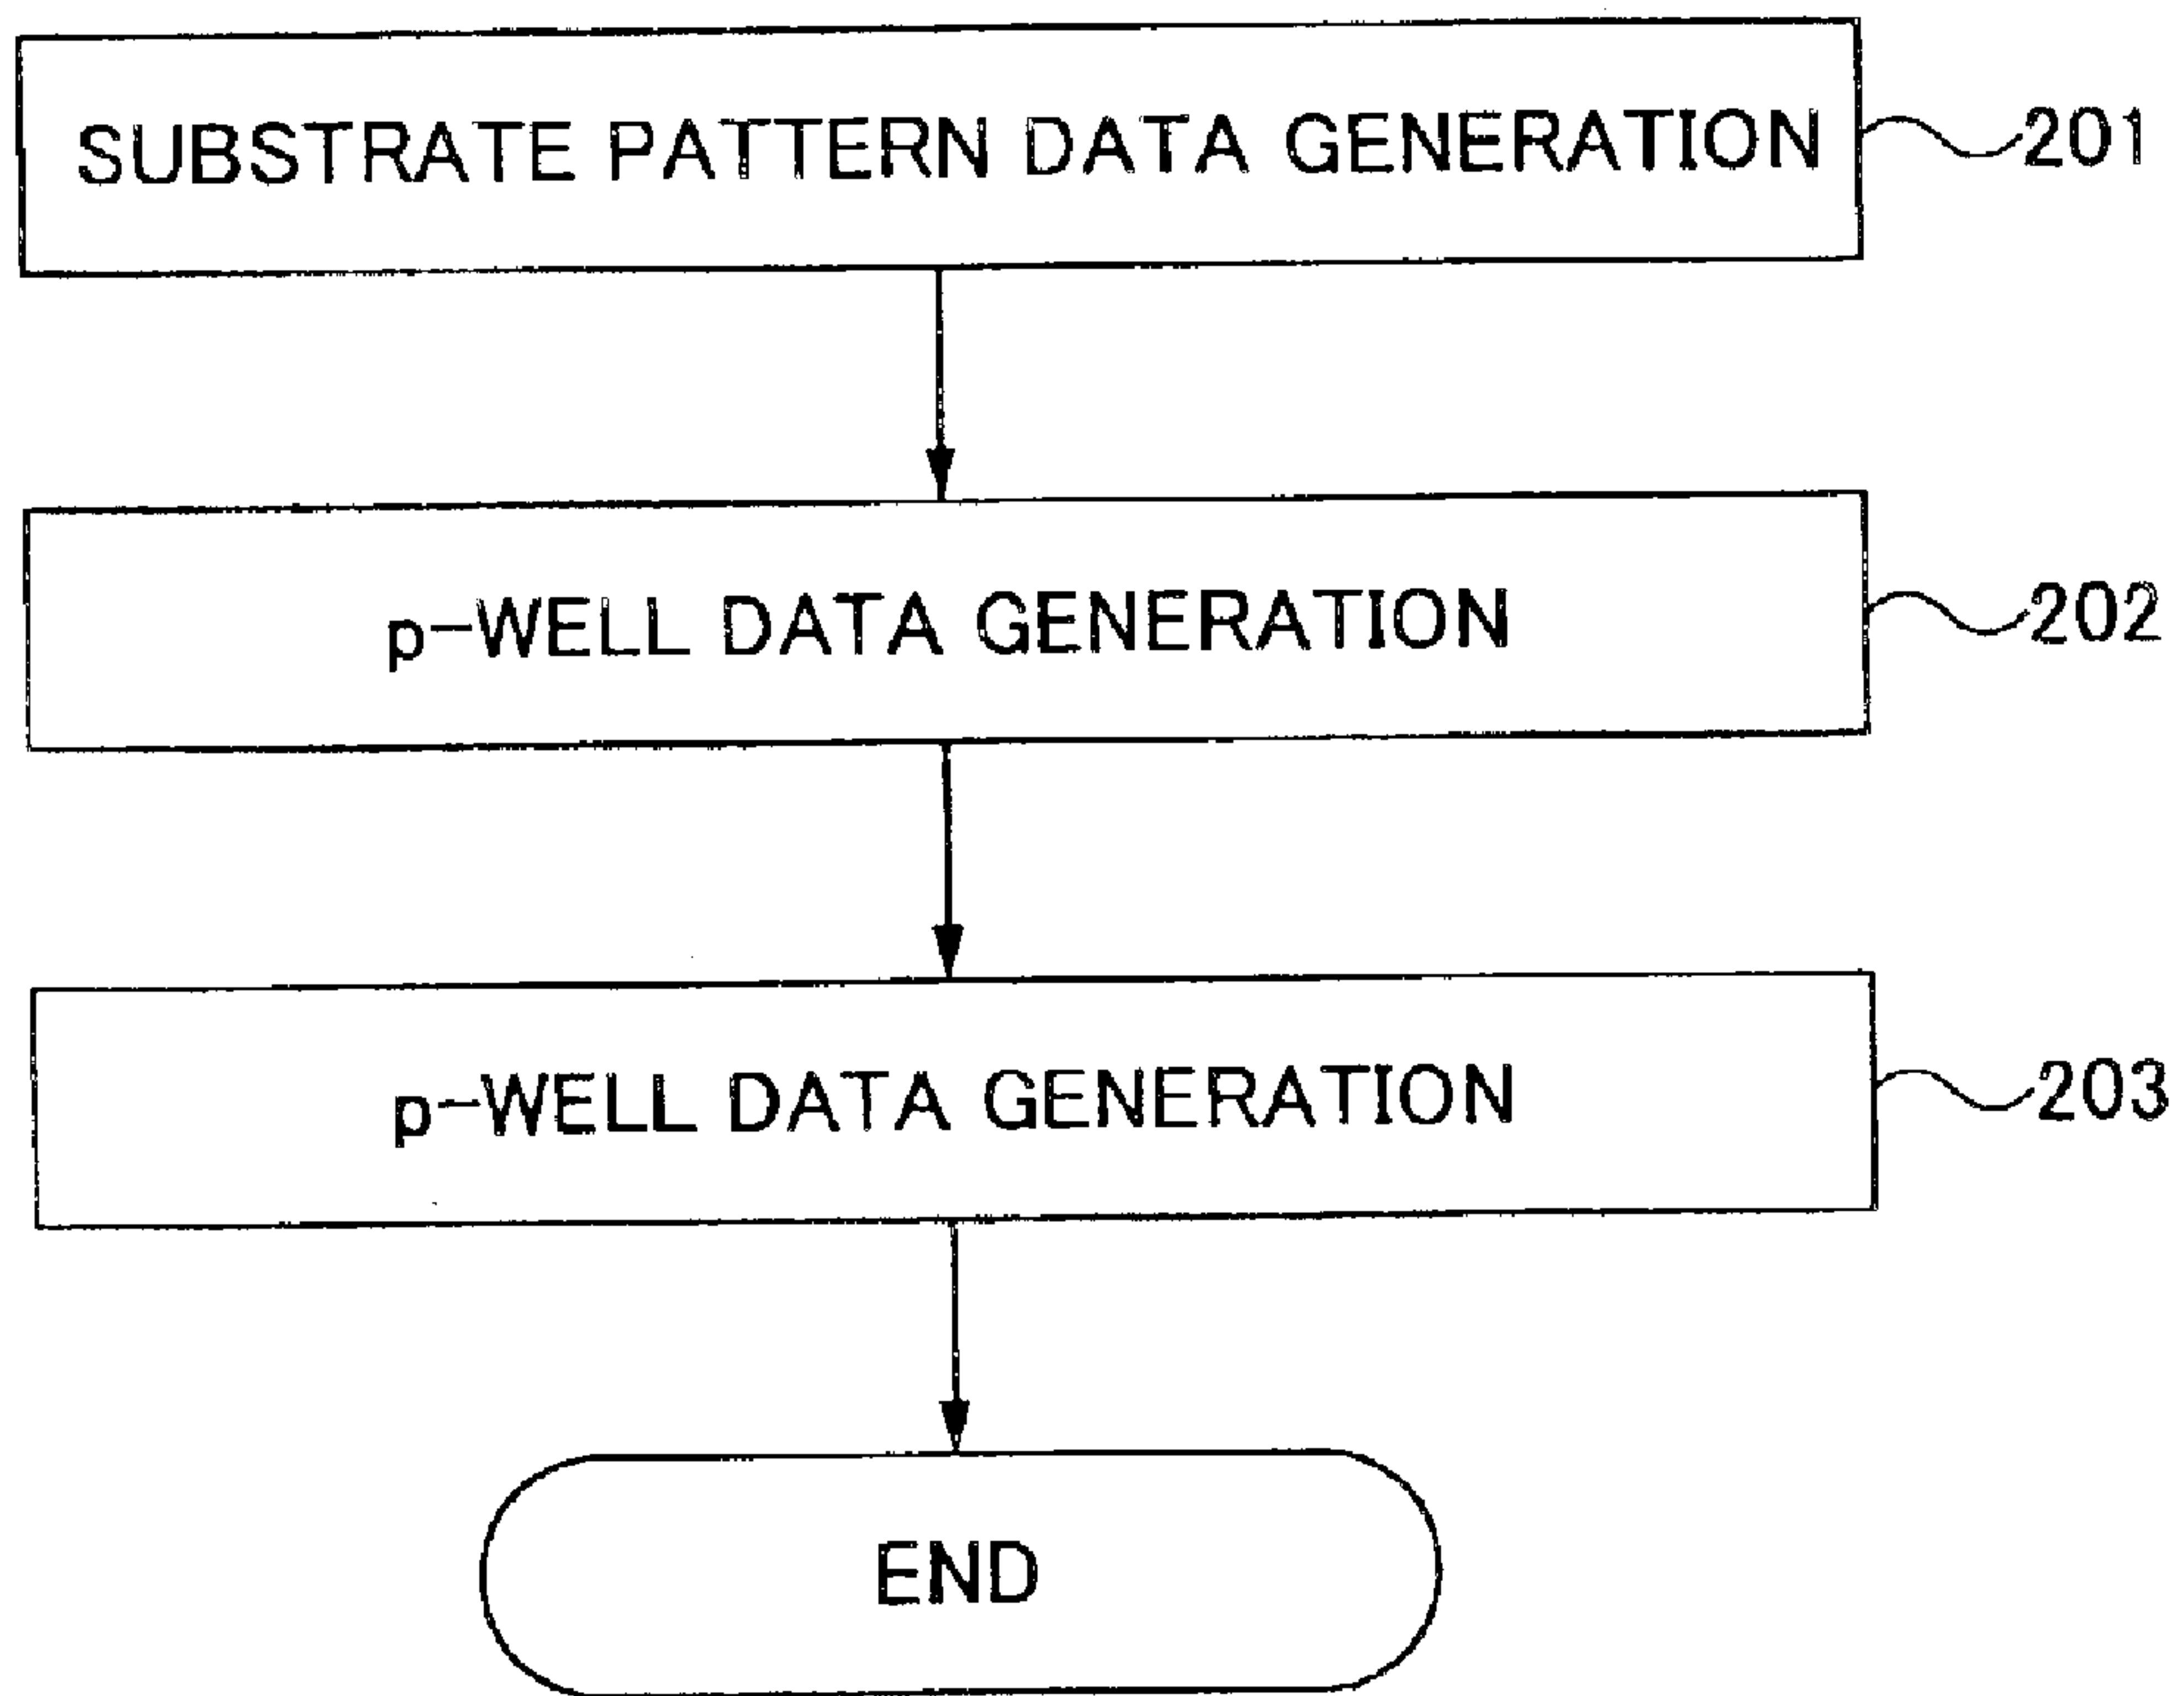 SUBSTRATE PATTERN DATA GENERATION 201
p-WELL DATA GENERATION 202
p-WELL DATA GENERATION 203
END